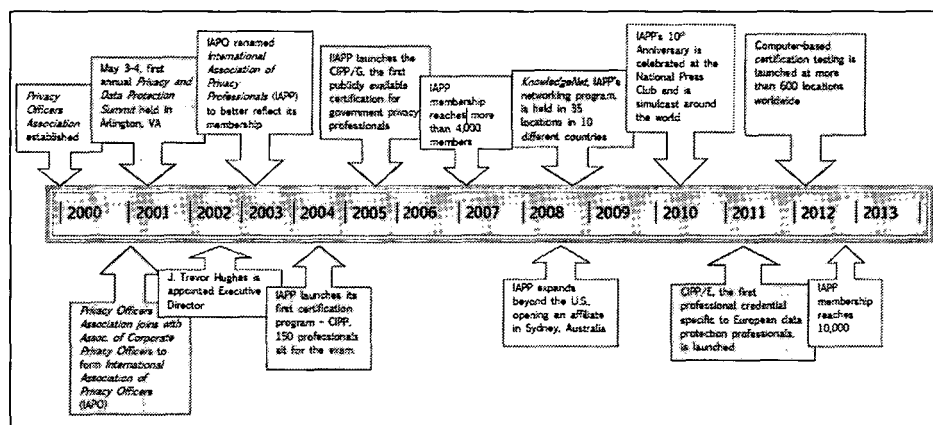 Privacy
Officers
Association
established
May 3-4, first
annual Privacy and
Data Protection
Summit held in
Arlington, VA
IAPO renamed
International
Association of
Privacy
Professionals (IAPP)
to better reflect its
membership
IIAPP launches the
CIPP/G, the first
publicly available
certification for
government privacy
professionals
IAPP
membership
reaches more
than 4,000
members
KnowledgeNet, IAPP's
networking program,
is held in 35
locations in 10
different countries
IAPP's 10th
Anniversary is
celebrated at the
National Press
Club and is
simulcast around
the world
Computer-based
certification testing is
launched at more
than 600 locations
worldwide
2000 2001 2002 2003 2004 2005 2006 2007 2008 2009 2010 2011 2012 2013
Privacy Officers
Association joins with
Assoc. of Corporate
Privacy Officers to
form International
Association of
Privacy Officers
(IAPO)
J. Trevor Hughes is
appointed Executive
Director
IAPP launches its
first certification
program - CIPP.
150 professionals
sit for the exam
IAPP expands
beyond the U.S.,
opening an affiliate
in Sydney, Australia
CIPP/E, the first
professional credential
specific to European data
protection professionals,
is launched
IAPP
membership
reaches
10,000